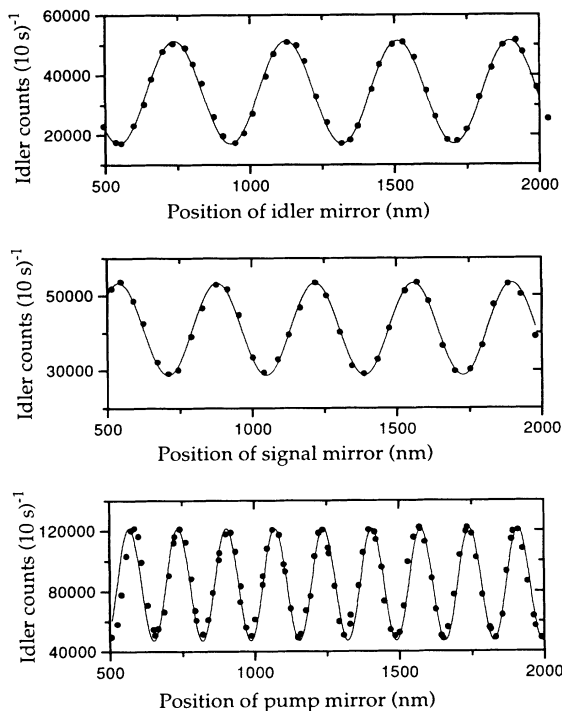 60000
40000
20000
Idler counts (10 s)⁻¹
500 1000 1500 2000
Position of idler mirror (nm)
50000
30000
Idler counts (10 s)⁻¹
500 1000 1500 2000
Position of signal mirror (nm)
120000
80000
40000
Idler counts (10 s)⁻¹
500 1000 1500 2000
Position of pump mirror (nm)